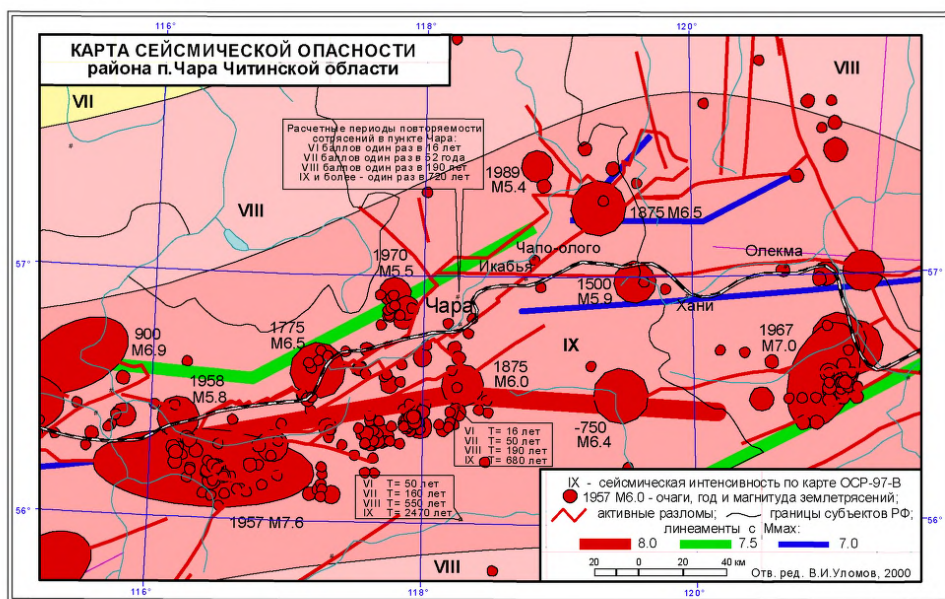 116°
118°
120°
КАРТА СЕЙСМИЧЕСКОЙ ОПАСНОСТИ
района п.Чара Читинской области
VII
VIII
VIII
Расчетные периоды повторяемости
сотрясений в пункте Чара:
VI баллов один раз в 16 лет
VII баллов один раз в 52 года
VIII баллов один раз в 190 лет
IX и более - один раз в 720 лет
1989
M5.4
1875 M6.5
57°
57°
1970
M5.5
Чапо-олого
Икабья
Олекма
1500
M5.9
Хани
Чара
900
M6.9
1775
M6.5
IX
1967
M7.0
1958
M5.8
1875
M6.0
-750
M6.4
VI T= 16 лет
VII T= 50 лет
VIII T= 190 лет
IX T= 680 лет
VI T= 50 лет
VII T= 160 лет
VIII T= 550 лет
IX T= 2470 лет
1957 M7.6
56°
56°
VIII
IX - сейсмическая интенсивность по карте ОСР-97-В
1957 M6.0 - очаги, год и магнитуда землетрясений;
активные разломы; границы субъектов РФ;
линеаменты с Ммах:
8.0 7.5 7.0
20 0 20 40 км
Отв. ред. В.И.Уломов, 2000
116°
118°
120°